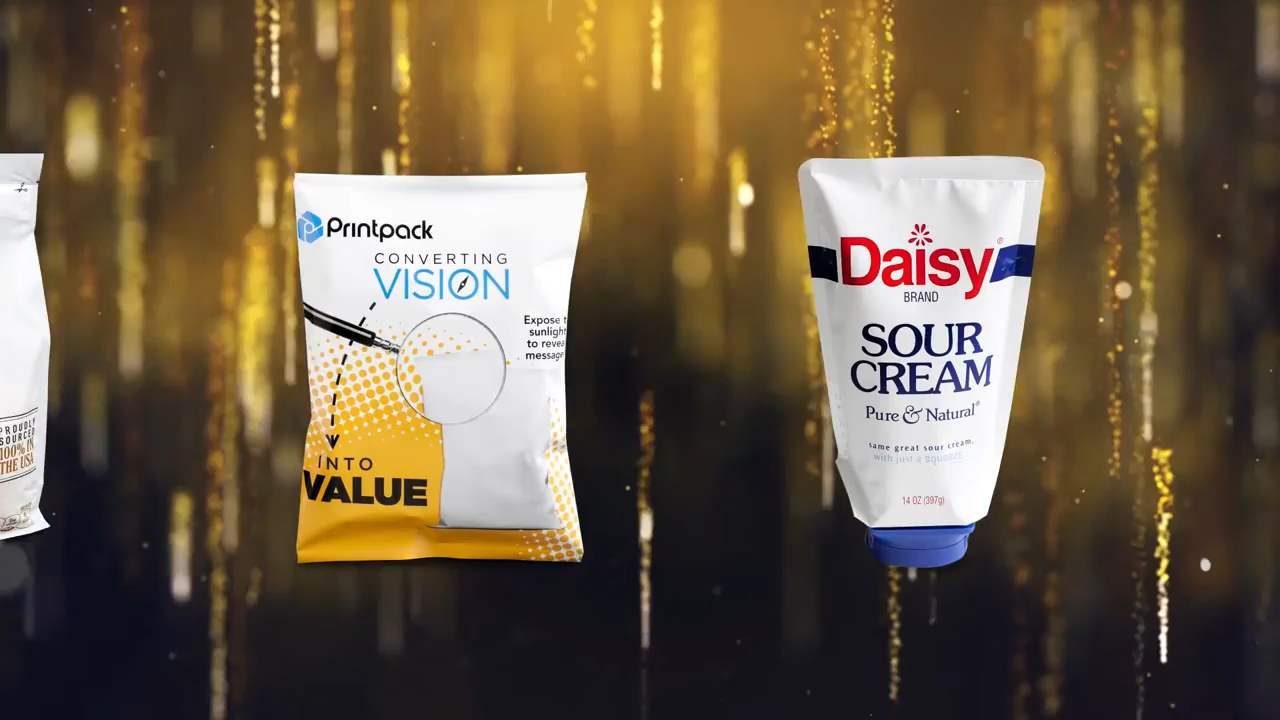 PROUDLY
SOURCED
100% IN
THE USA
Printpack
CONVERTING
VISION
Expose t
sunlight
to revea
message
INTO
VALUE
Daisy®
BRAND
SOUR
CREAM
Pure & Natural®
same great sour cream,
with just a squeeze.
14 OZ (397g)